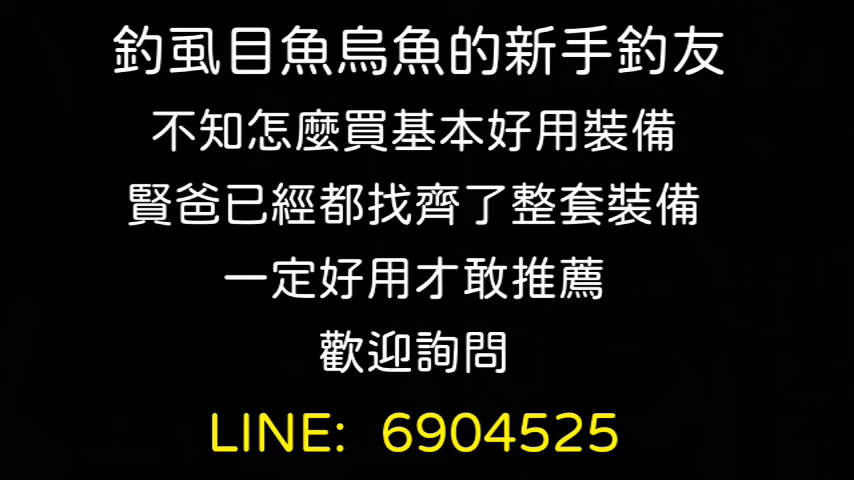 釣虱目魚烏魚的新手釣友
不知怎麼買基本好用裝備
賢爸已經都找齊了整套裝備
一定好用才敢推薦
歡迎詢問
LINE: 6904525